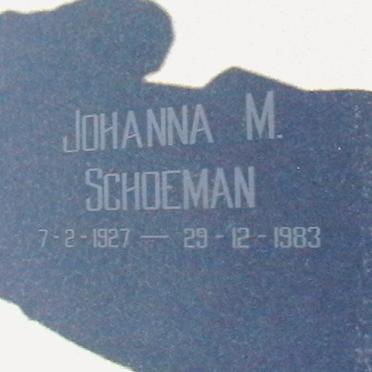 JOHANNA M.
SCHOEMAN
7-2-1927 — 29-12-1983